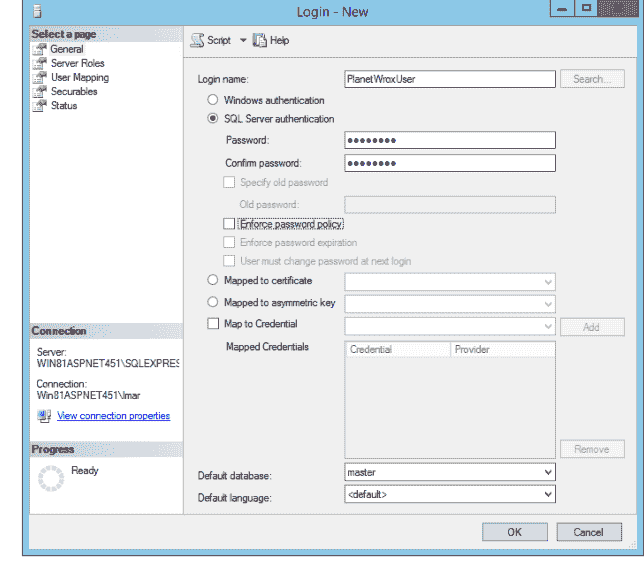 Login - New
Select a page
General
Server Roles
User Mapping
Securables
Status
Script
Help
Login name:
PlanetWroxUser
Search...
Windows authentication
SQL Server authentication
Password:
●●●●●●●●
Confirm password:
●●●●●●●●
Specify old password
Old password:
Enforce password policy
Enforce password expiration
User must change password at next login
Mapped to certificate
Mapped to asymmetric key
Map to Credential
Add
Mapped Credentials
Credential Provider
Remove
Default database:
master
Default language:
<default>
Connection
Server:
WIN81ASPNET451\SQLEXPRES
Connection:
Win81ASPNET451\Imar
View connection properties
Progress
Ready
OK
Cancel